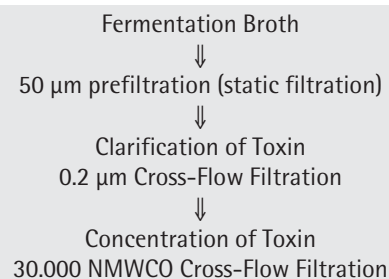 Fermentation Broth
⇓
50 µm prefiltration (static filtration)
⇓
Clarification of Toxin
0.2 µm Cross-Flow Filtration
⇓
Concentration of Toxin
30.000 NMWCO Cross-Flow Filtration